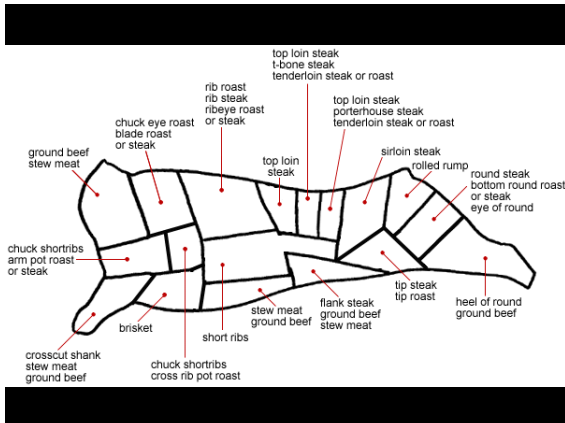 top loin steak
t-bone steak
tenderloin steak or roast
rib roast
rib steak
ribeye roast
or steak
top loin steak
porterhouse steak
tenderloin steak or roast
chuck eye roast
blade roast
or steak
ground beef
stew meat
top loin
steak
sirloin steak
rolled rump
round steak
bottom round roast
or steak
eye of round
chuck shortribs
arm pot roast
or steak
tip steak
tip roast
heel of round
ground beef
flank steak
ground beef
stew meat
stew meat
ground beef
brisket
short ribs
crosscut shank
stew meat
ground beef
chuck shortribs
cross rib pot roast